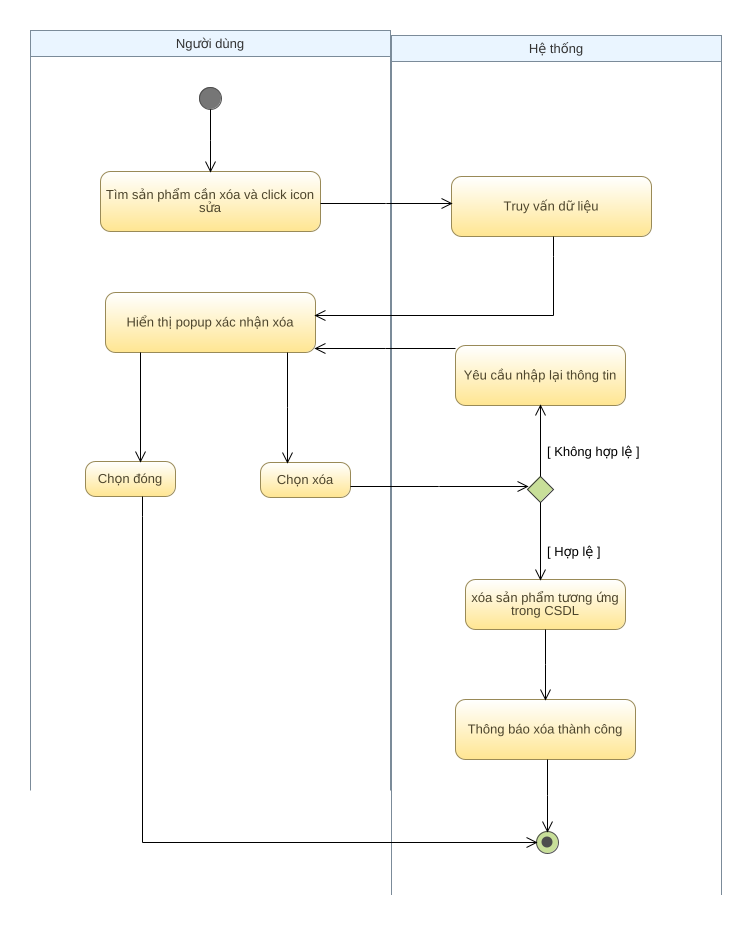 Người dùng
Hệ thống
Tìm sản phẩm cần xóa và click icon
sửa
Truy vấn dữ liệu
Hiển thị popup xác nhận xóa
Yêu cầu nhập lại thông tin
[ Không hợp lệ ]
Chọn đóng
Chọn xóa
[ Hợp lệ ]
xóa sản phẩm tương ứng
trong CSDL
Thông báo xóa thành công